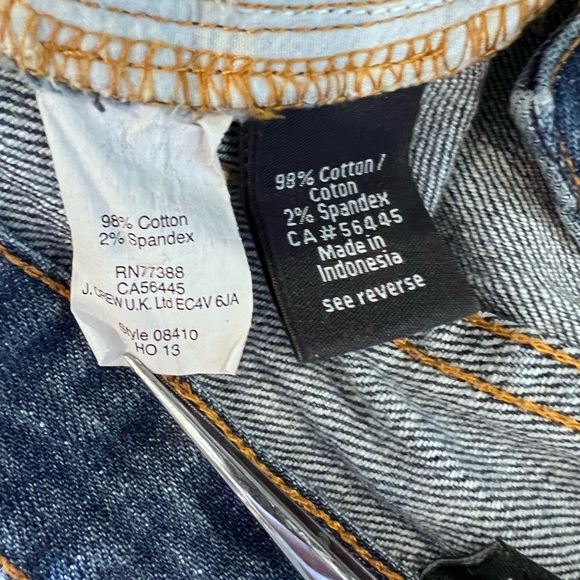 98% Cotton
2% Spandex
RN77388
CA56445
J. CREW U.K. Ltd EC4V 6JA
Style 08410
HO 13
98% Cotton /
Coton
2% Spandex
CA#56445
Made in
Indonesia
see reverse